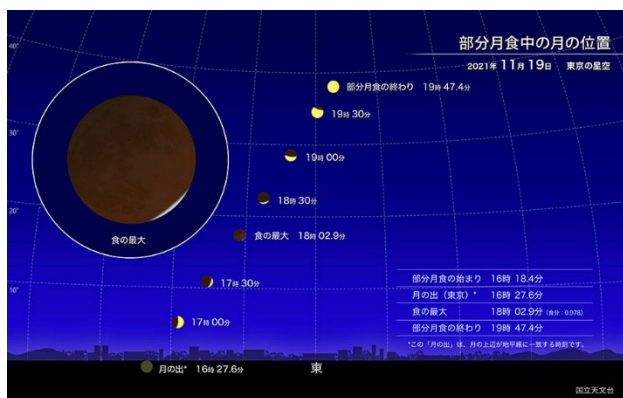 部分月食中の月の位置
2021年 11月 19日 東京の星空
40°
30°
20°
10°
部分月食の終わり 19時 47.4分
19時 30分
19時 00分
18時 30分
食の最大 18時 02.9分
17時 30分
17時 00分
月の出* 16時 27.6分
食の最大
東
部分月食の始まり 16時 18.4分
月の出（東京）* 16時 27.6分
食の最大 18時 02.9分 (食分：0.978)
部分月食の終わり 19時 47.4分
*この「月の出」は、月の上辺が地平線に一致する時刻です。
国立天文台